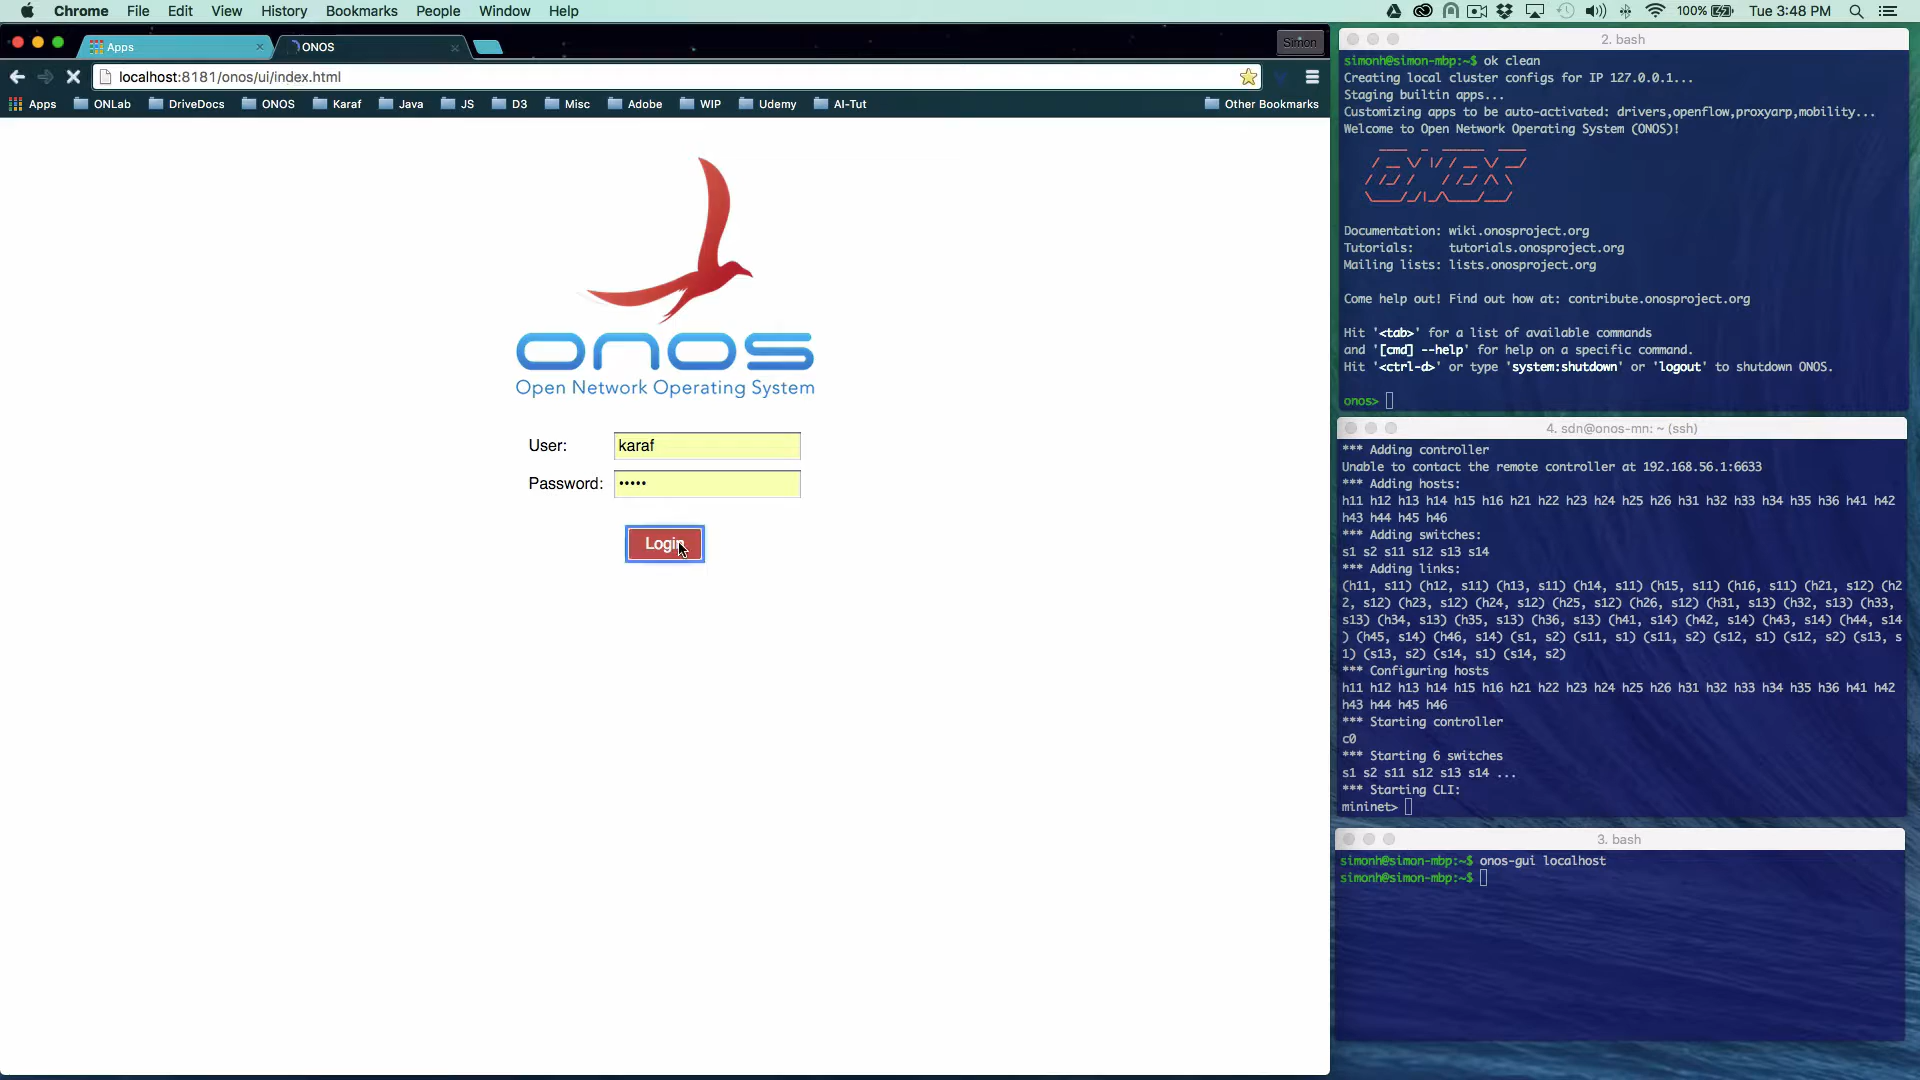 Chrome File Edit View History Bookmarks People Window Help
100% Tue 3:48 PM
Apps ONOS Simon
localhost:8181/onos/ui/index.html
Apps ONLab DriveDocs ONOS Karaf Java JS D3 Misc Adobe WIP Udemy AI-Tut Other Bookmarks
onos
Open Network Operating System
User: karaf
Password: •••••
Login
2. bash
simonh@simon-mbp:~$ ok clean
Creating local cluster configs for IP 127.0.0.1...
Staging builtin apps...
Customizing apps to be auto-activated: drivers,openflow,proxyarp,mobility...
Welcome to Open Network Operating System (ONOS)!
Documentation: wiki.onosproject.org
Tutorials: tutorials.onosproject.org
Mailing lists: lists.onosproject.org
Come help out! Find out how at: contribute.onosproject.org
Hit '<tab>' for a list of available commands
and '[cmd] --help' for help on a specific command.
Hit '<ctrl-d>' or type 'system:shutdown' or 'logout' to shutdown ONOS.
onos>
4. sdn@onos-mn: ~ (ssh)
*** Adding controller
Unable to contact the remote controller at 192.168.56.1:6633
*** Adding hosts:
h11 h12 h13 h14 h15 h16 h21 h22 h23 h24 h25 h26 h31 h32 h33 h34 h35 h36 h41 h42
h43 h44 h45 h46
*** Adding switches:
s1 s2 s11 s12 s13 s14
*** Adding links:
(h11, s11) (h12, s11) (h13, s11) (h14, s11) (h15, s11) (h16, s11) (h21, s12) (h2
2, s12) (h23, s12) (h24, s12) (h25, s12) (h26, s12) (h31, s13) (h32, s13) (h33,
s13) (h34, s13) (h35, s13) (h36, s13) (h41, s14) (h42, s14) (h43, s14) (h44, s14
) (h45, s14) (h46, s14) (s1, s2) (s11, s1) (s11, s2) (s12, s1) (s12, s2) (s13, s
1) (s13, s2) (s14, s1) (s14, s2)
*** Configuring hosts
h11 h12 h13 h14 h15 h16 h21 h22 h23 h24 h25 h26 h31 h32 h33 h34 h35 h36 h41 h42
h43 h44 h45 h46
*** Starting controller
c0
*** Starting 6 switches
s1 s2 s11 s12 s13 s14 ...
*** Starting CLI:
mininet>
3. bash
simonh@simon-mbp:~$ onos-gui localhost
simonh@simon-mbp:~$